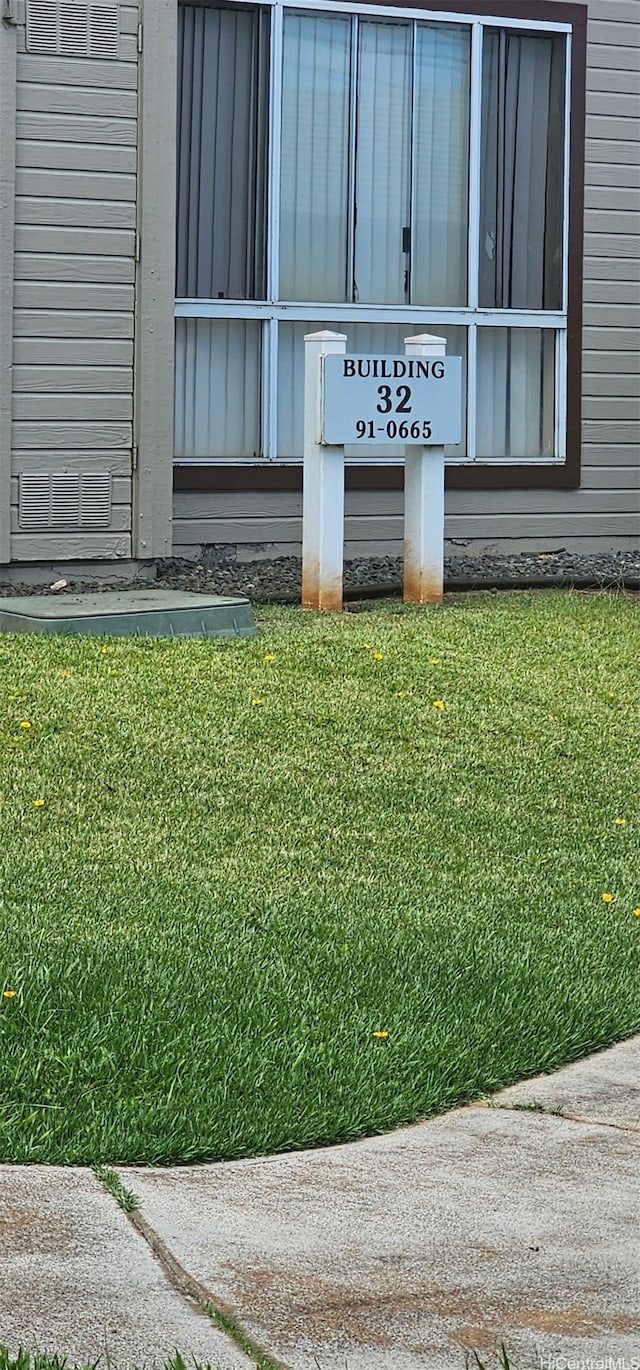 BUILDING
32
91-0665
HiCentralMLS